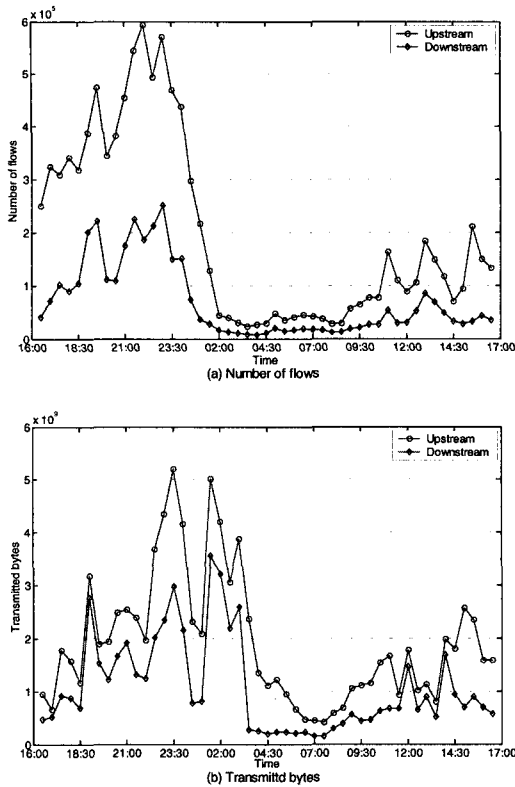 x 10^5
6
5
4
3
2
1
0
Number of flows
Upstream
Downstream
16:00 18:30 21:00 23:30 02:00 04:30 07:00 09:30 12:00 14:30 17:00
Time
(a) Number of flows
x 10^9
6
5
4
3
2
1
0
Transmitted bytes
Upstream
Downstream
16:00 18:30 21:00 23:30 02:00 04:30 07:00 09:30 12:00 14:30 17:00
Time
(b) Transmittd bytes